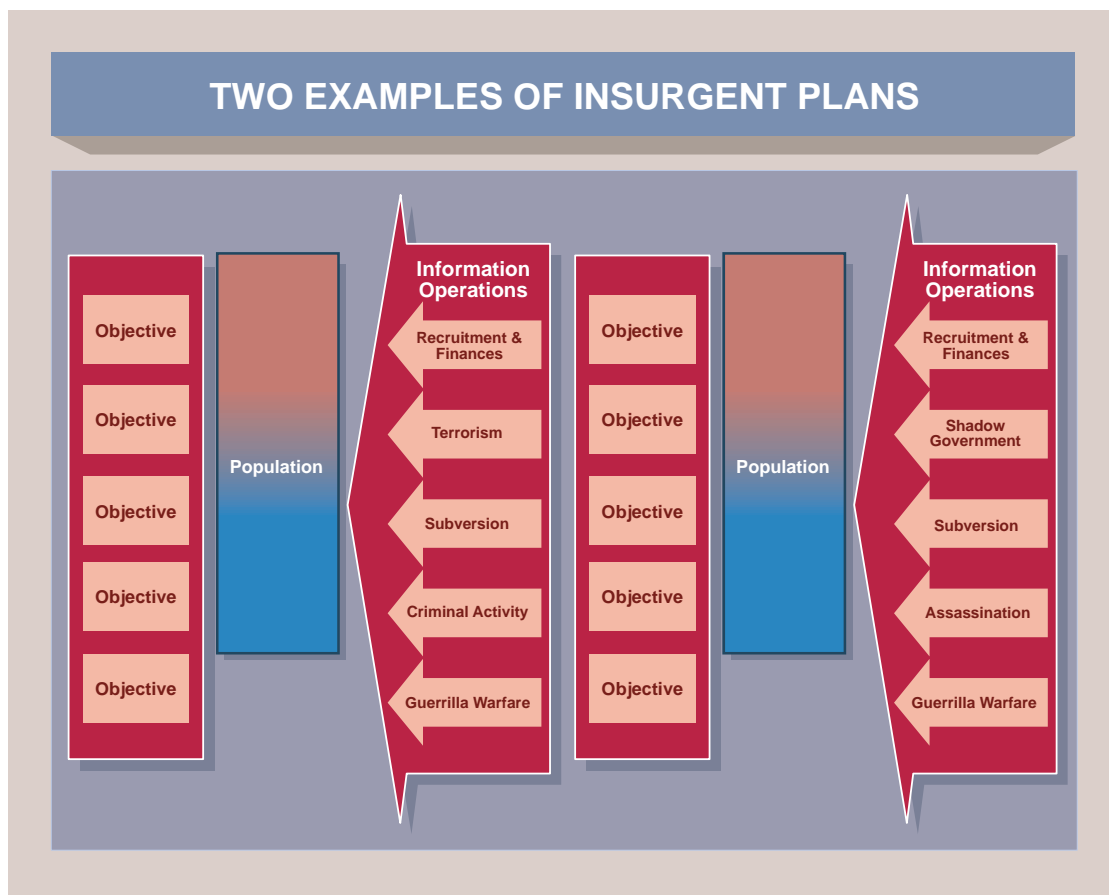 TWO EXAMPLES OF INSURGENT PLANS
Objective
Objective
Objective
Objective
Objective
Population
Information
Operations
Recruitment &
Finances
Terrorism
Subversion
Criminal Activity
Guerrilla Warfare
Objective
Objective
Objective
Objective
Objective
Population
Information
Operations
Recruitment &
Finances
Shadow
Government
Subversion
Assassination
Guerrilla Warfare